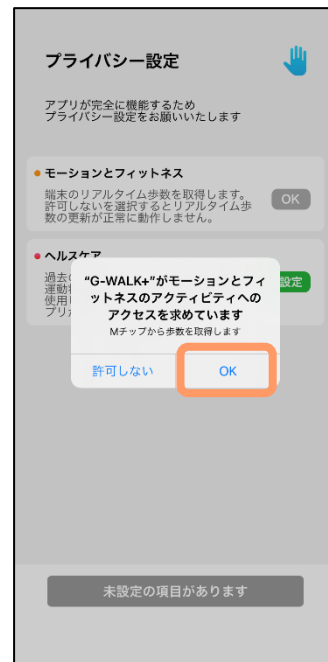 プライバシー設定
アプリが完全に機能するため
プライバシー設定をお願いいたします
モーションとフィットネス
端末のリアルタイム歩数を取得します。
許可しないを選択するとリアルタイム歩
数の更新が正常に動作しません。
OK
ヘルスケア
過去の
運動
使用
プリ
設定
“G-WALK+”がモーションとフィ
ットネスのアクティビティへの
アクセスを求めています
Mチップから歩数を取得します
許可しない
OK
未設定の項目があります